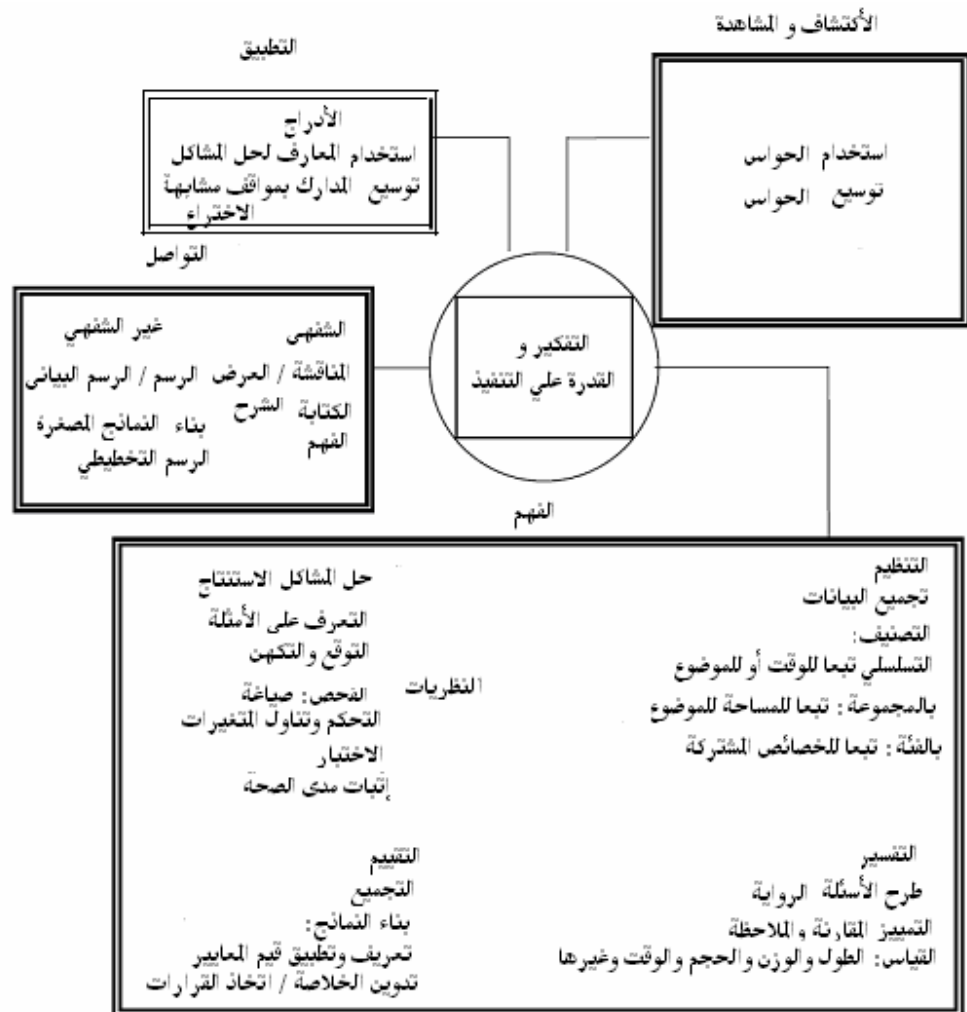 الأكتشاف و المشاهدة
استخدام الحواس
توسيع الحواس
التطبيق
الأدراج
استخدام المعارف لحل المشاكل
توسيع المدارك بمواقف مشابهة
الاختراع
التواصل
الشفهى غير الشفهي
المناقشة / العرض الرسم / الرسم البيانى
الكتابة الشرح
بناء النماذج المصغرة
الفهم
الرسم التخطيطي
التفكير و
القدرة علي التنفيذ
الفهم
التنظيم
تجميع البيانات
التصنيف:
التسلسلي تبعا للوقت أو للموضوع
بالمجموعة: تبعا للمساحة للموضوع
بالفئة: تبعا للخصائص المشتركة
حل المشاكل الاستنتاج
التعرف على الأمثلة
التوقع والتكهن
الفحص: صياغة النظريات
التحكم وتناول المتغيرات
الاختبار
إثبات مدى الصحة
التفسير
طرح الأسئلة الرواية
التمييز المقارنة والملاحظة
القياس: الطول والوزن والحجم والوقت وغيرها
التقييم
التجميع
بناء النماذج:
تعريف وتطبيق قيم المعايير
تدوين الخلاصة / اتخاذ القرارات